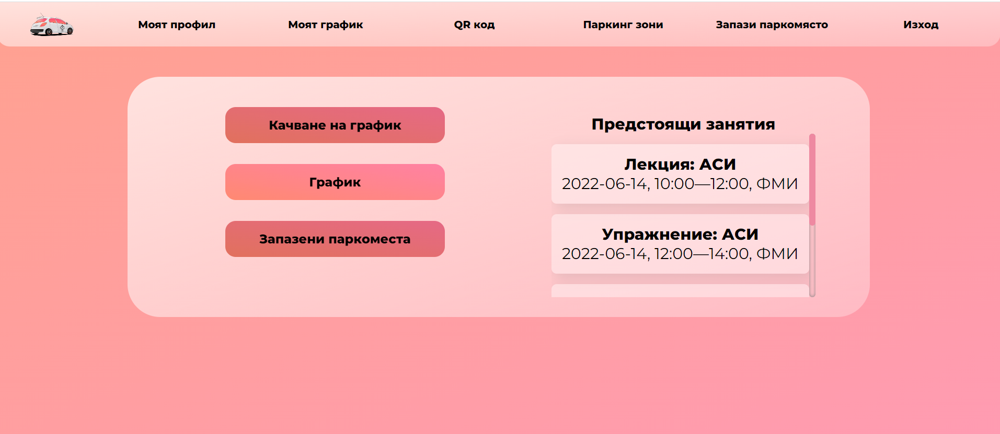 Моят профил
Моят график
QR код
Паркинг зони
Запази паркомясто
Изход
Качване на график
График
Запазени паркоместа
Предстоящи занятия
Лекция: АСИ
2022-06-14, 10:00—12:00, ФМИ
Упражнение: АСИ
2022-06-14, 12:00—14:00, ФМИ